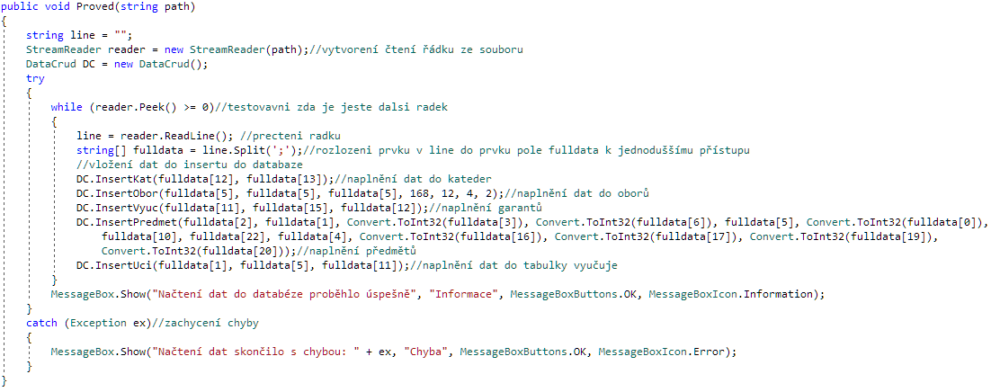 public void Proved(string path)
{
string line = "";
StreamReader reader = new StreamReader(path);//vytvorení čtení řádku ze souboru
DataCrud DC = new DataCrud();
try
{
while (reader.Peek() >= 0)//testovavni zda je jeste dalsi radek
{
line = reader.ReadLine(); //precteni radku
string[] fulldata = line.Split(';');//rozlozeni prvku v line do prvku pole fulldata k jednoduššímu přístupu
//vložení dat do insertu do databaze
DC.InsertKat(fulldata[12], fulldata[13]);//naplnění dat do kateder
DC.InsertObor(fulldata[5], fulldata[5], fulldata[5], 168, 12, 4, 2);//naplnění dat do oborů
DC.InsertVyuc(fulldata[11], fulldata[15], fulldata[12]);//naplnění garantů
DC.InsertPredmet(fulldata[2], fulldata[1], Convert.ToInt32(fulldata[3]), Convert.ToInt32(fulldata[6]), fulldata[5], Convert.ToInt32(fulldata[0]),
fulldata[10], fulldata[22], fulldata[4], Convert.ToInt32(fulldata[16]), Convert.ToInt32(fulldata[17]), Convert.ToInt32(fulldata[19]),
Convert.ToInt32(fulldata[20]));//naplnění předmětů
DC.InsertUci(fulldata[1], fulldata[5], fulldata[11]);//naplnění dat do tabulky vyučuje
}
MessageBox.Show("Načtení dat do databéze proběhlo úspešně", "Informace", MessageBoxButtons.OK, MessageBoxIcon.Information);
}
catch (Exception ex)//zachycení chyby
{
MessageBox.Show("Načtení dat skončilo s chybou: " + ex, "Chyba", MessageBoxButtons.OK, MessageBoxIcon.Error);
}
}